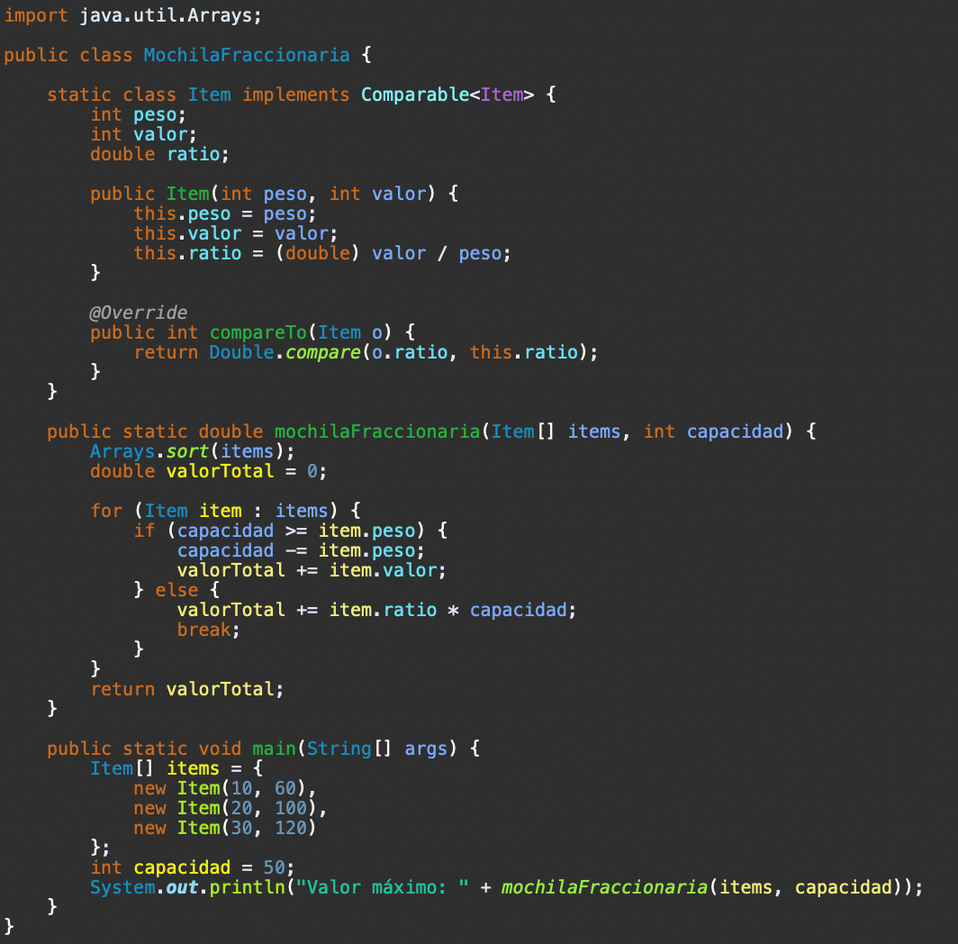 import java.util.Arrays;
public class MochilaFraccionaria {
static class Item implements Comparable<Item> {
int peso;
int valor;
double ratio;
public Item(int peso, int valor) {
this.peso = peso;
this.valor = valor;
this.ratio = (double) valor / peso;
}
@Override
public int compareTo(Item o) {
return Double.compare(o.ratio, this.ratio);
}
}
public static double mochilaFraccionaria(Item[] items, int capacidad) {
Arrays.sort(items);
double valorTotal = 0;
for (Item item : items) {
if (capacidad >= item.peso) {
capacidad -= item.peso;
valorTotal += item.valor;
} else {
valorTotal += item.ratio * capacidad;
break;
}
}
return valorTotal;
}
public static void main(String[] args) {
Item[] items = {
new Item(10, 60),
new Item(20, 100),
new Item(30, 120)
};
int capacidad = 50;
System.out.println("Valor máximo: " + mochilaFraccionaria(items, capacidad));
}
}